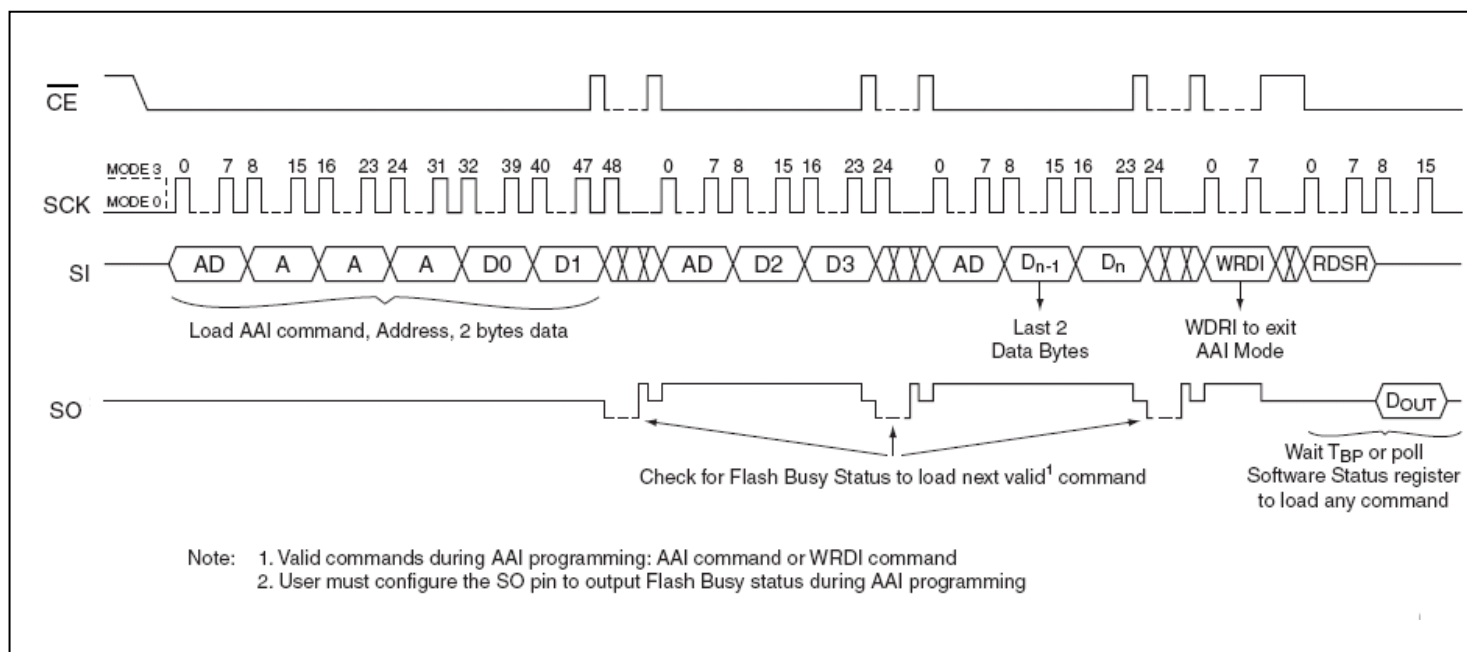 CE
MODE 3 0 7 8 15 16 23 24 31 32 39 40 47 48 0 7 8 15 16 23 24 0 7 8 15 16 23 24 0 7 0 7 8 15
SCK MODE 0
SI AD A A A D0 D1 AD D2 D3 AD Dn-1 Dn WRDI RDSR
Load AAI command, Address, 2 bytes data
Last 2
Data Bytes
WDRI to exit
AAI Mode
SO DOUT
Check for Flash Busy Status to load next valid1 command
Wait TBP or poll
Software Status register
to load any command
Note: 1. Valid commands during AAI programming: AAI command or WRDI command
2. User must configure the SO pin to output Flash Busy status during AAI programming